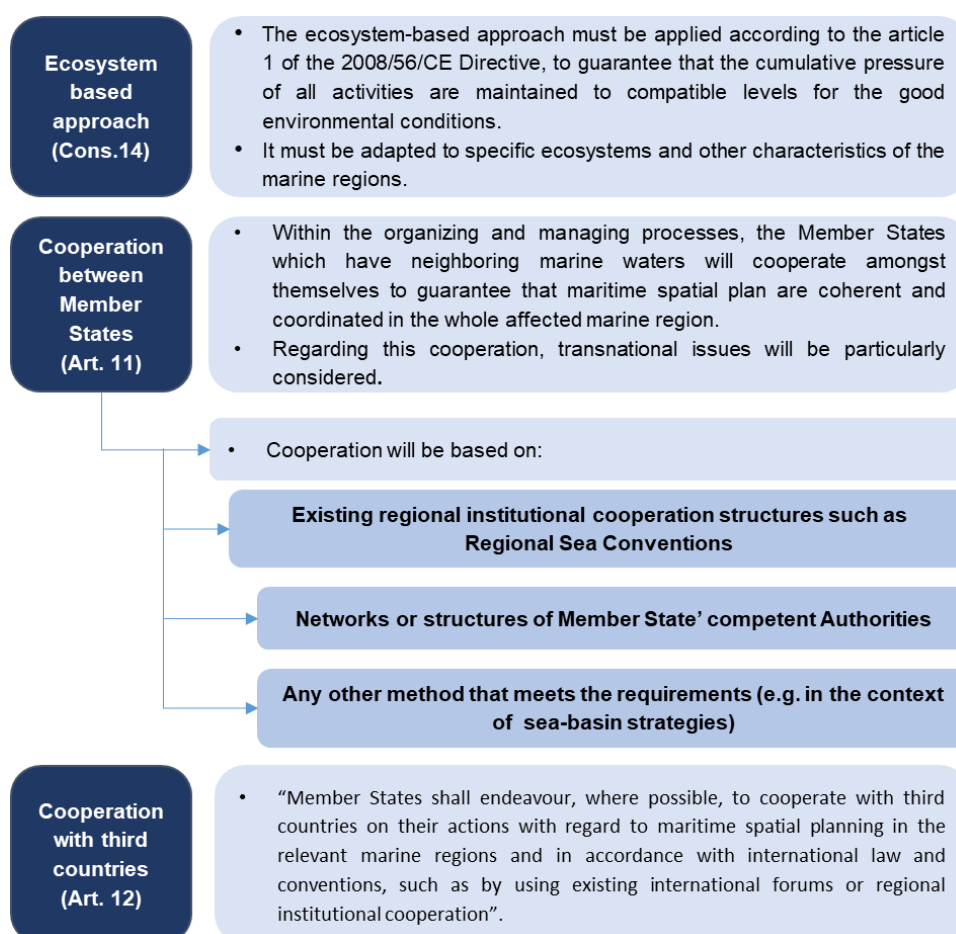 Ecosystem
based
approach
(Cons.14)
• The ecosystem-based approach must be applied according to the article
1 of the 2008/56/CE Directive, to guarantee that the cumulative pressure
of all activities are maintained to compatible levels for the good
environmental conditions.
• It must be adapted to specific ecosystems and other characteristics of the
marine regions.
Cooperation
between
Member
States
(Art. 11)
• Within the organizing and managing processes, the Member States
which have neighboring marine waters will cooperate amongst
themselves to guarantee that maritime spatial plan are coherent and
coordinated in the whole affected marine region.
• Regarding this cooperation, transnational issues will be particularly
considered.
• Cooperation will be based on:
Existing regional institutional cooperation structures such as
Regional Sea Conventions
Networks or structures of Member State’ competent Authorities
Any other method that meets the requirements (e.g. in the context
of sea-basin strategies)
Cooperation
with third
countries
(Art. 12)
• “Member States shall endeavour, where possible, to cooperate with third
countries on their actions with regard to maritime spatial planning in the
relevant marine regions and in accordance with international law and
conventions, such as by using existing international forums or regional
institutional cooperation”.